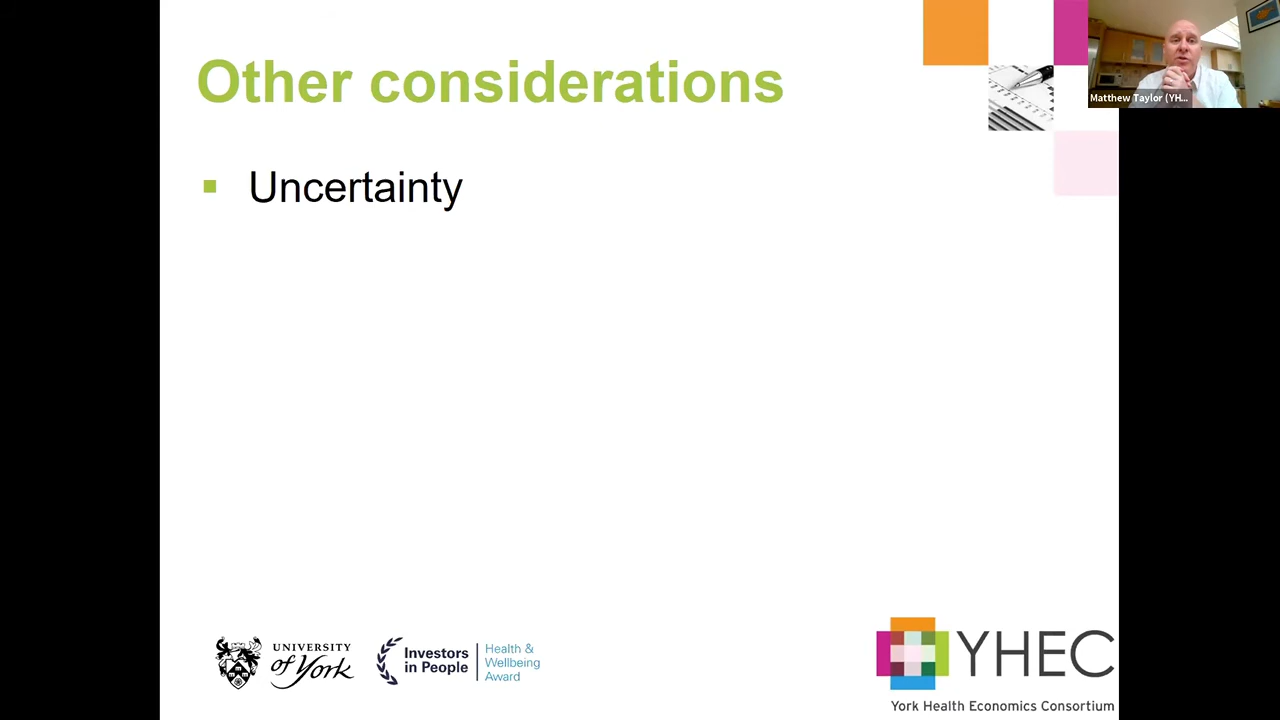 Other considerations
Matthew Taylor (YH...
Uncertainty
UNIVERSITY
of York
Investors
in People
Health &
Wellbeing
Award
YHEC
York Health Economics Consortium